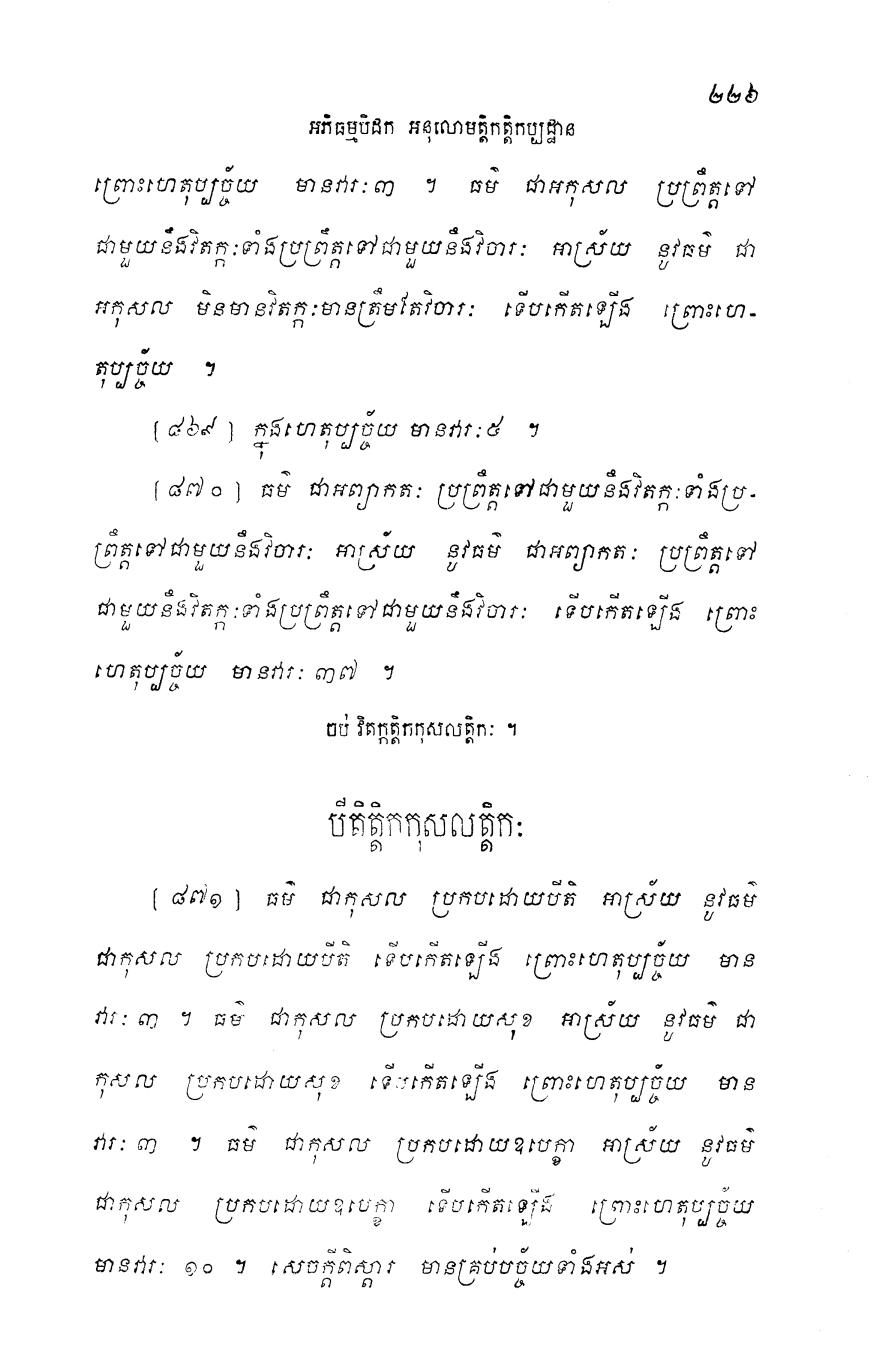 ២២៦
អភិធម្មបិដក អនុលោមត្តិកត្តិកប្បដ្ឋាន
ព្រោះហេតុប្បច្ច័យ មានវារៈ៣ ។ ធម៌ ជាអកុសល ប្រព្រឹត្តទៅ
ជាមួយនឹងវិតក្កៈទាំងប្រព្រឹត្តទៅជាមួយនឹងវិចារៈ អាស្រ័យ នូវធម៌ ជា
អកុសល មិនមានវិតក្កៈមានត្រឹមតែវិចារៈ ទើបកើតឡើង ព្រោះហេ-
តុប្បច្ច័យ ។
[៨៦៩] ក្នុងហេតុប្បច្ច័យ មានវារៈ៥ ។
[៨៧០] ធម៌ ជាអព្យាកតៈ ប្រព្រឹត្តទៅជាមួយនឹងវិតក្កៈទាំងប្រ-
ព្រឹត្តទៅជាមួយនឹងវិចារៈ អាស្រ័យ នូវធម៌ ជាអព្យាកតៈ ប្រព្រឹត្តទៅ
ជាមួយនឹងវិតក្កៈទាំងប្រព្រឹត្តទៅជាមួយនឹងវិចារៈ ទើបកើតឡើង ព្រោះ
ហេតុប្បច្ច័យ មានវារៈ ៣៧ ។
ចប់ វិតក្កត្តិកកុសលត្តិកៈ ។
បីតិត្តិកកុសលត្តិកៈ
[៨៧១] ធម៌ ជាកុសល ប្រកបដោយបីតិ អាស្រ័យ នូវធម៌
ជាកុសល ប្រកបដោយបីតិ ទើបកើតឡើង ព្រោះហេតុប្បច្ច័យ មាន
វារៈ ៣ ។ ធម៌ ជាកុសល ប្រកបដោយសុខ អាស្រ័យ នូវធម៌ ជា
កុសល ប្រកបដោយសុខ ទើបកើតឡើង ព្រោះហេតុប្បច្ច័យ មាន
វារៈ ៣ ។ ធម៌ ជាកុសល ប្រកបដោយឧបេក្ខា អាស្រ័យ នូវធម៌
ជាកុសល ប្រកបដោយឧបេក្ខា ទើបកើតឡើង ព្រោះហេតុប្បច្ច័យ
មានវារៈ ១០ ។ សេចក្តីពិស្តារ មានគ្រប់បច្ច័យទាំងអស់ ។